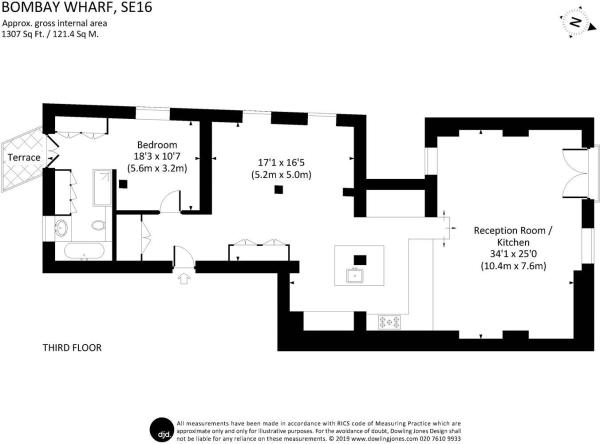 BOMBAY WHARF, SE16
Approx. gross internal area
1307 Sq Ft. / 121.4 Sq M.
Terrace
Bedroom
18'3 x 10'7
(5.6m x 3.2m)
17'1 x 16'5
(5.2m x 5.0m)
Reception Room /
Kitchen
34'1 x 25'0
(10.4m x 7.6m)
THIRD FLOOR
djd.
All measurements have been made in accordance with RICS code of Measuring Practice which are
approximate only and only for illustrative purposes. For the avoidance of doubt, Dowling Jones Design shall
not be liable for any reliance on these measurements. © 2019 www.dowlingjones.com 020 7610 9933